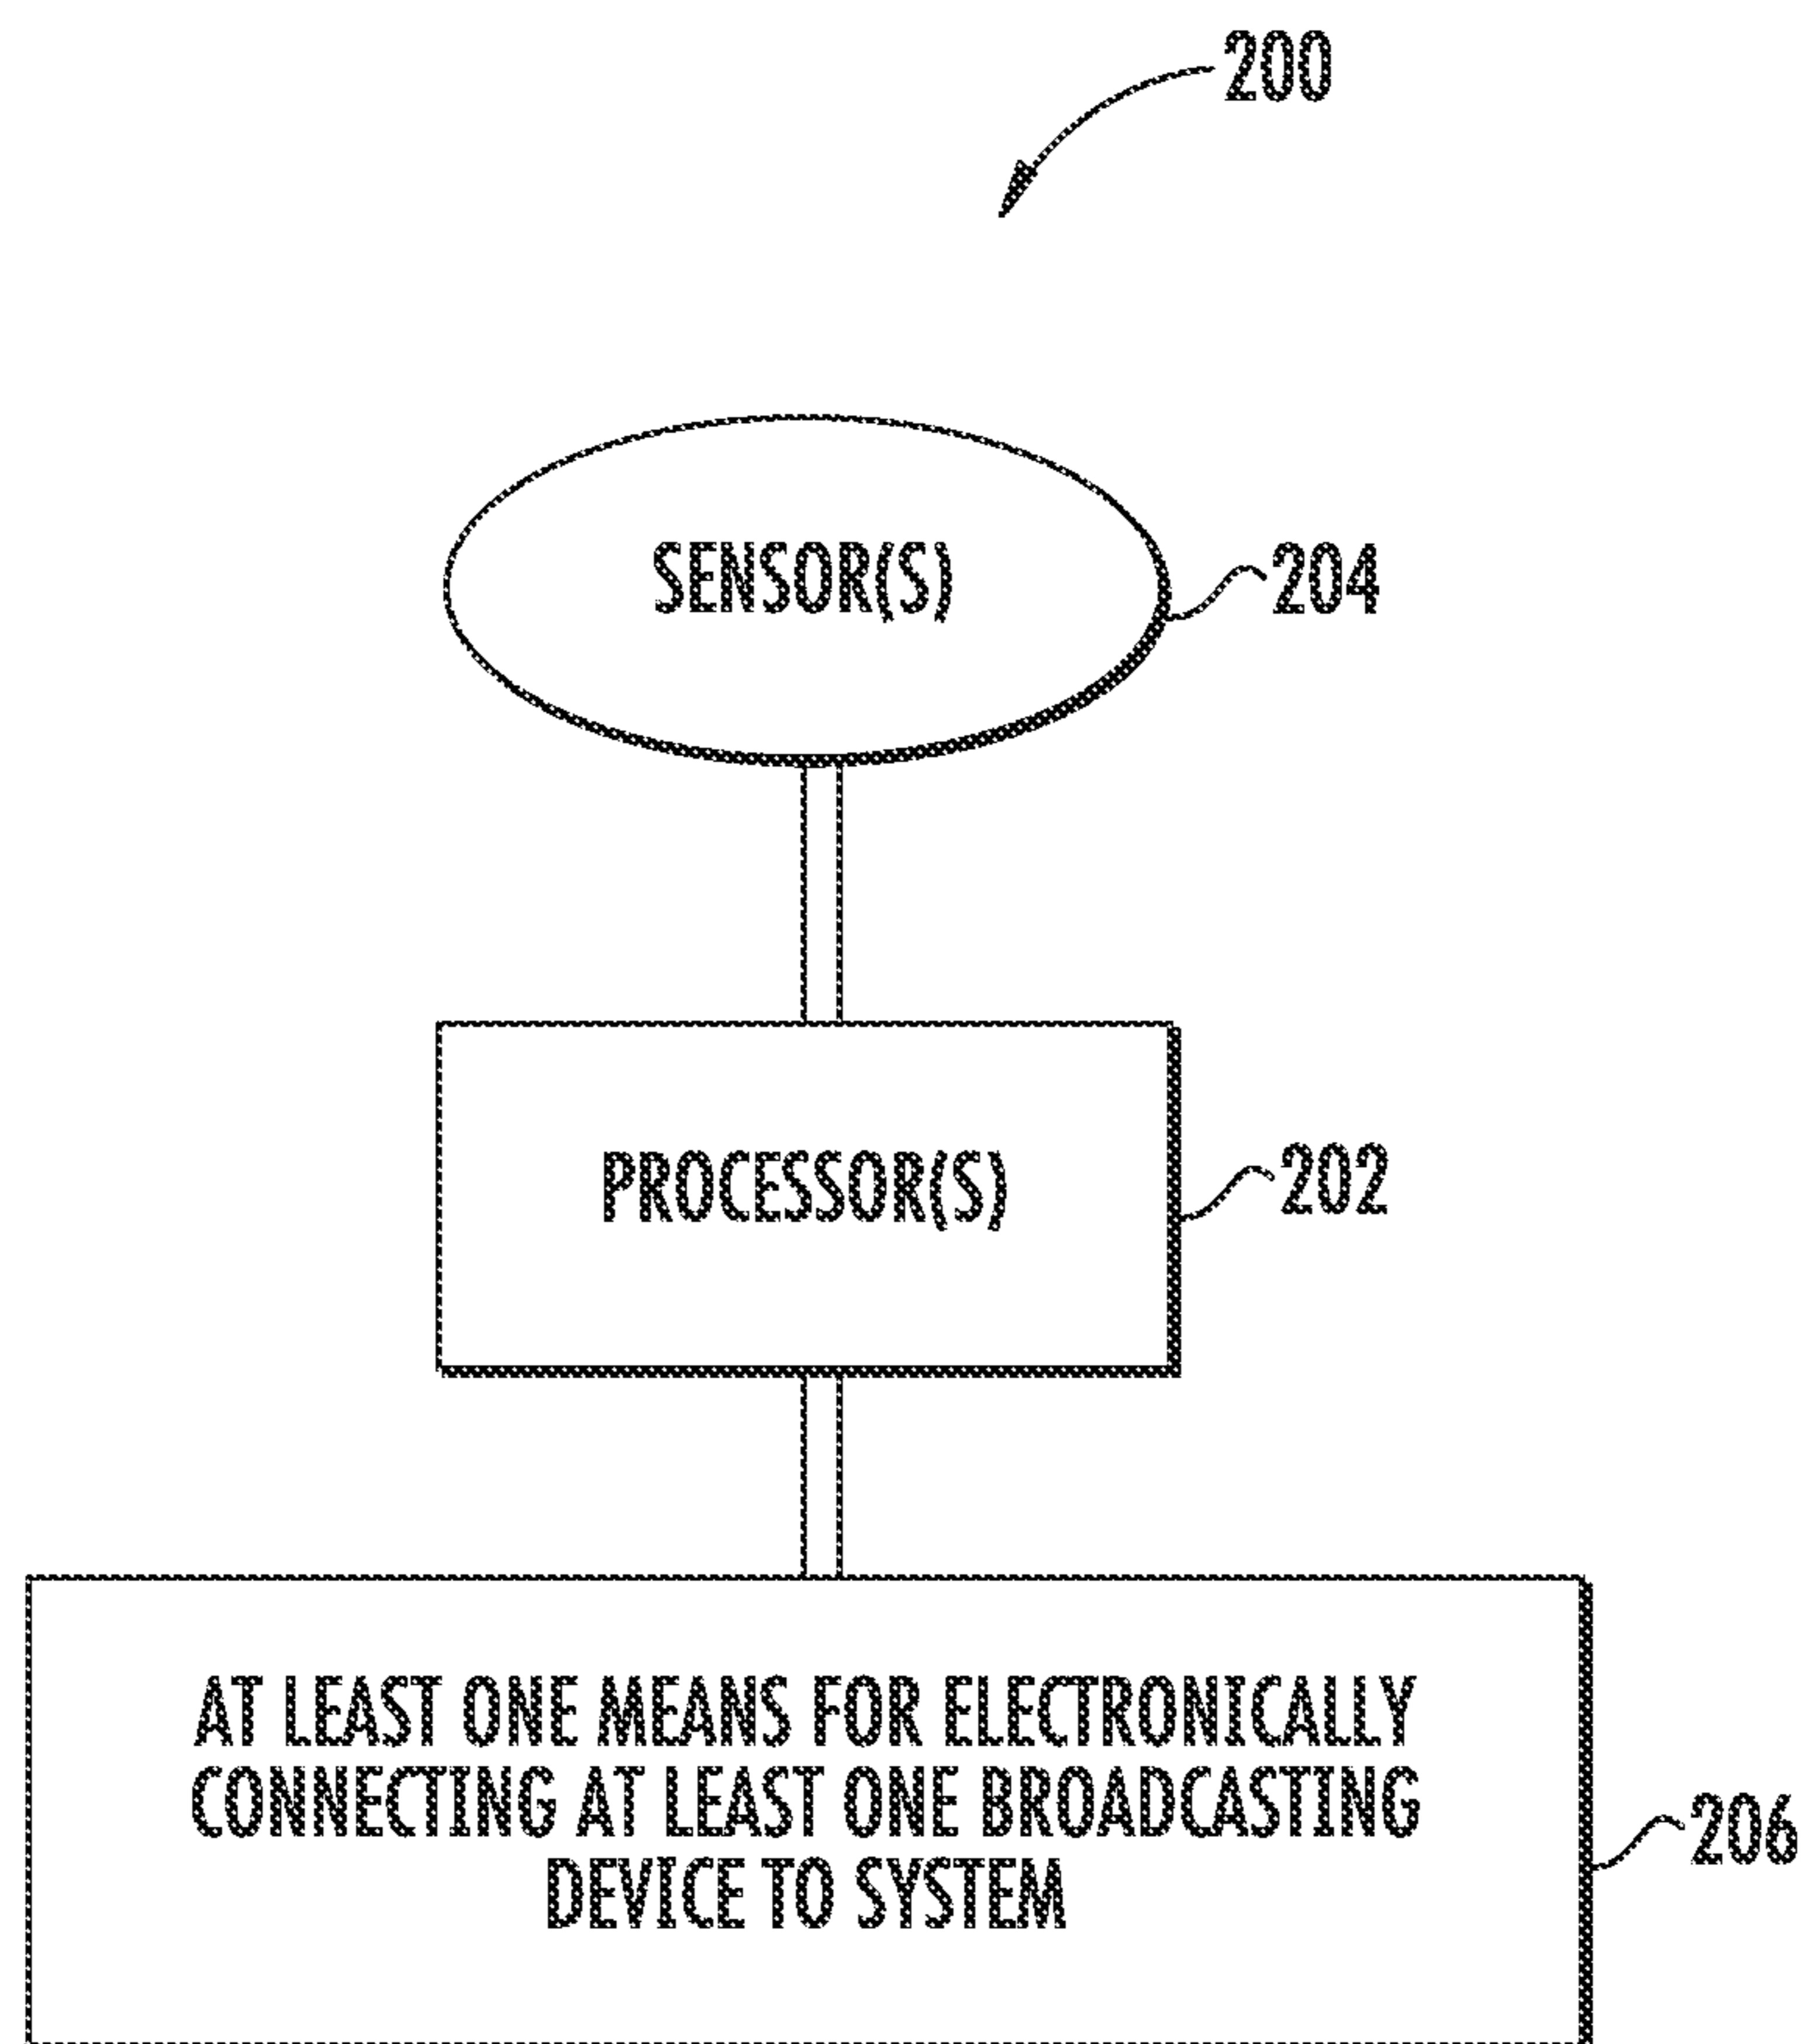 200
SENSOR(S)
204
PROCESSOR(S)
202
AT LEAST ONE MEANS FOR ELECTRONICALLY
CONNECTING AT LEAST ONE BROADCASTING
DEVICE TO SYSTEM
206